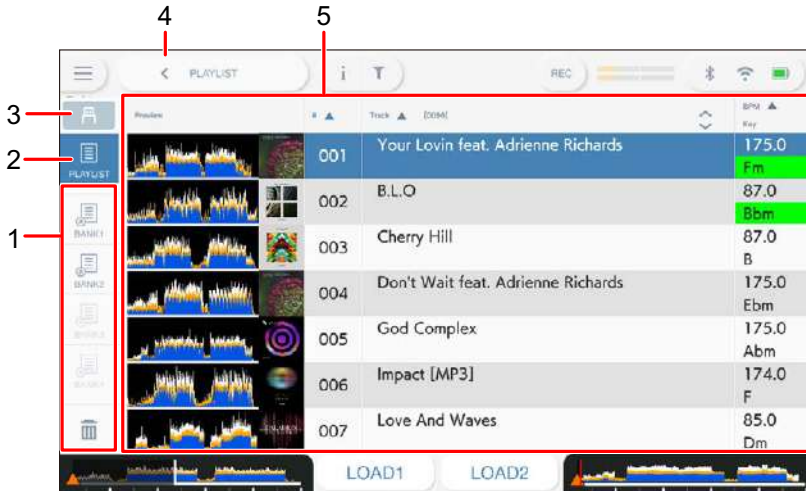 4 5
PLAYLIST i T REC
3
Preview # Track BPM
Key
2
PLAYLIST
001 Your Lovin feat. Adrienne Richards 175.0
Fm
002 B.L.O 87.0
Bbm
1
BANK1
003 Cherry Hill 87.0
B
BANK2
004 Don't Wait feat. Adrienne Richards 175.0
Ebm
BANK3
005 God Complex 175.0
Abm
BANK4
006 Impact [MP3] 174.0
F
007 Love And Waves 85.0
Dm
LOAD1 LOAD2